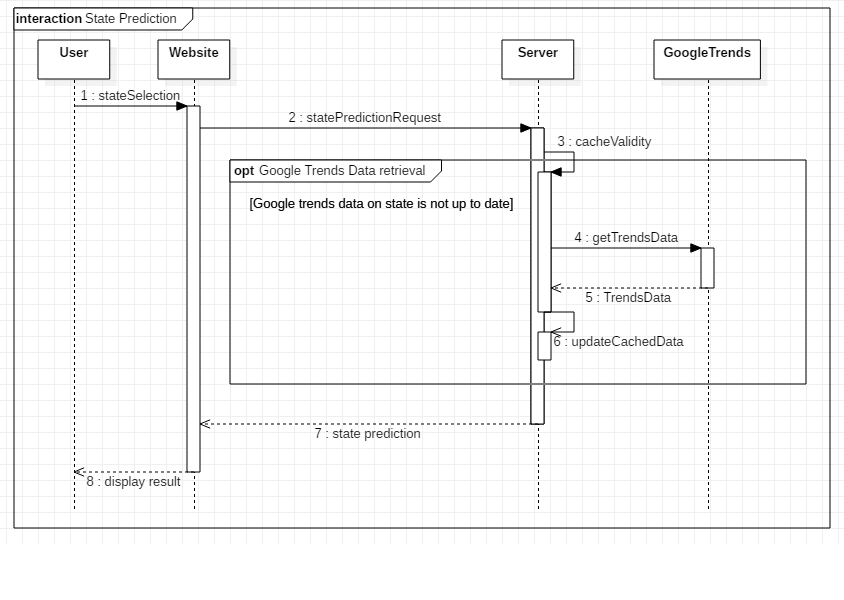 interaction State Prediction
User
Website
Server
GoogleTrends
1 : stateSelection
2 : statePredictionRequest
3 : cacheValidity
opt Google Trends Data retrieval
[Google trends data on state is not up to date]
4 : getTrendsData
5 : TrendsData
6 : updateCachedData
7 : state prediction
8 : display result